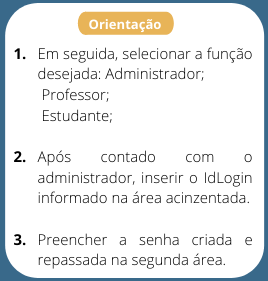 Orientação
1. Em seguida, selecionar a função
desejada: Administrador;
Professor;
Estudante;
2. Após contado com o
administrador, inserir o IdLogin
informado na área acinzentada.
3. Preencher a senha criada e
repassada na segunda área.